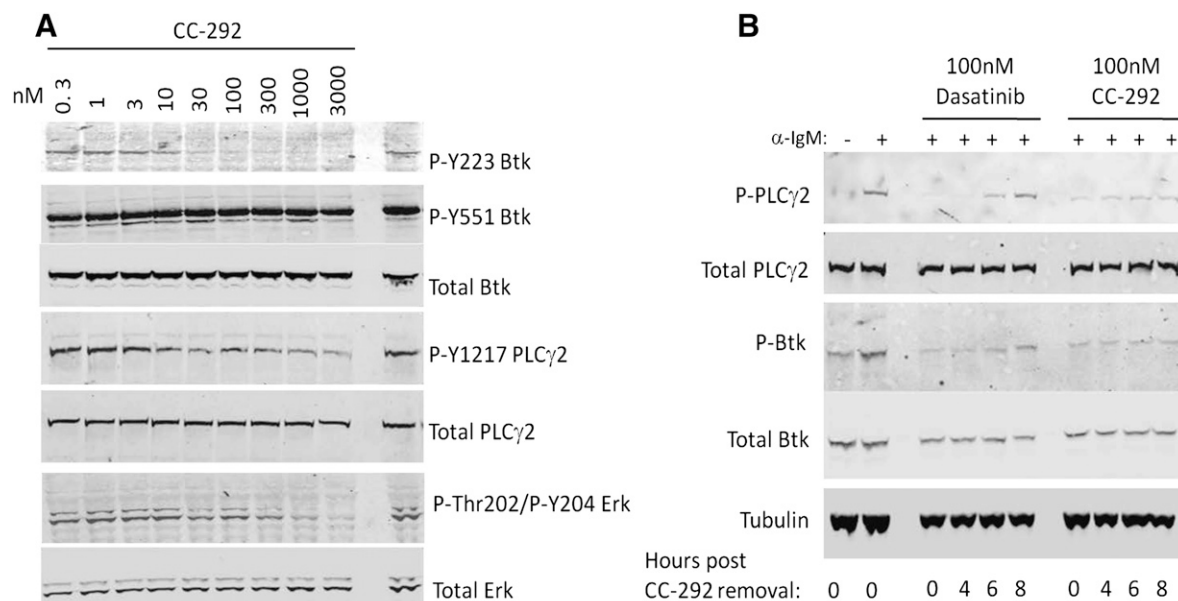 A
CC-292
nM 0.3 1 3 10 30 100 300 1000 3000
P-Y223 Btk
P-Y551 Btk
Total Btk
P-Y1217 PLCγ2
Total PLCγ2
P-Thr202/P-Y204 Erk
Total Erk
B
100nM Dasatinib
100nM CC-292
α-IgM: - + + + + + + + + +
P-PLCγ2
Total PLCγ2
P-Btk
Total Btk
Tubulin
Hours post
CC-292 removal: 0 0 0 4 6 8 0 4 6 8